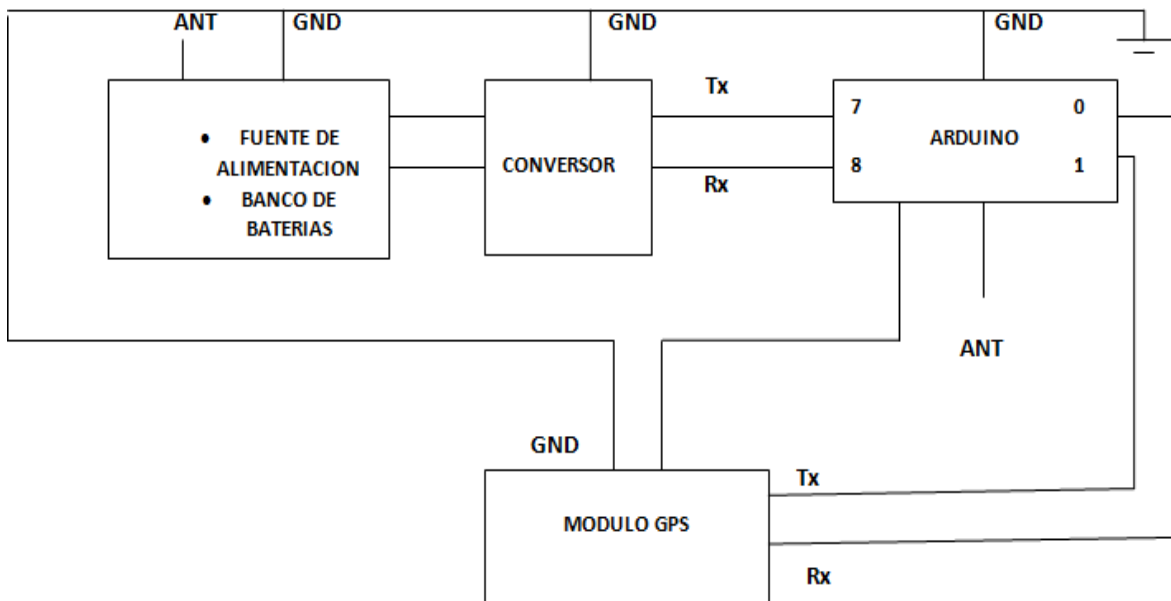 ANT
GND
GND
GND
• FUENTE DE
ALIMENTACION
• BANCO DE
BATERIAS
CONVERSOR
Tx
Rx
7
0
ARDUINO
8
1
ANT
GND
MODULO GPS
Tx
Rx